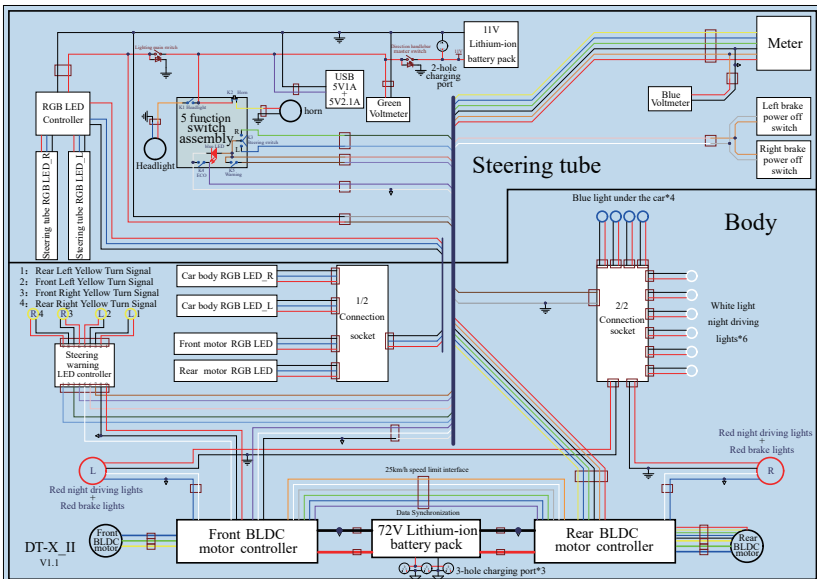 Lighting main switch
Direction headlebar
master switch
11V
Lithium-ion
battery pack
2-hole
charging
port
USB
5V1A
+
5V2.1A
Green
Voltmeter
Meter
Blue
Voltmeter
Left brake
power off
switch
Right brake
power off
switch
RGB LED
Controller
K1 Headlight
K2 Horn
horn
5 function
switch
assembly
R
K3
Steering switch
L
K4
ECO
K5
Warning
Headlight
Steering tube RGB LED_R
Steering tube RGB LED_L
Steering tube
Body
Blue light under the car*4
1: Rear Left Yellow Turn Signal
2: Front Left Yellow Turn Signal
3: Front Right Yellow Turn Signal
4: Rear Right Yellow Turn Signal
R4 R3 L2 L1
Steering
warning
LED controller
Car body RGB LED_R
Car body RGB LED_L
Front motor RGB LED
Rear motor RGB LED
1/2
Connection
socket
2/2
Connection
socket
White light
night driving
lights*6
L
Red night driving lights
+
Red brake lights
Red night driving lights
+
Red brake lights
R
25km/h speed limit interface
Data Synchronization
Front
BLDC
motor
Front BLDC
motor controller
72V Lithium-ion
battery pack
Rear BLDC
motor controller
Rear
BLDC
motor
3-hole charging port*3
DT-X_II
V1.1